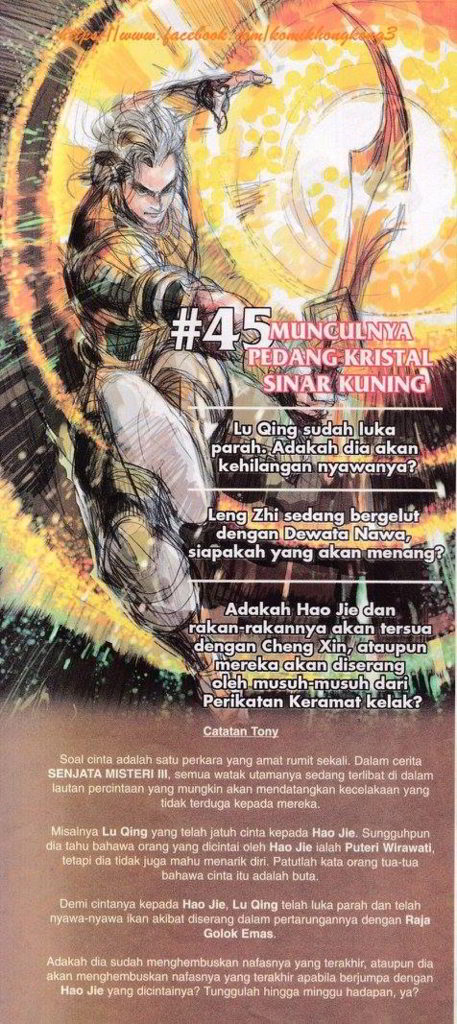 https://www.facebook.com/komikhongkong3
#45 MUNCULNYA
PEDANG KRISTAL
SINAR KUNING
Lu Qing sudah luka
parah. Adakah dia akan
kehilangan nyawanya?
Leng Zhi sedang bergelut
dengan Dewata Nawa,
siapakah yang akan menang?
Adakah Hao Jie dan
rakan-rakannya akan tersua
dengan Cheng Xin, ataupun
mereka akan diserang
oleh musuh-musuh dari
Perikatan Keramat kelak?
Catatan Tony
Soal cinta adalah satu perkara yang amat rumit sekali. Dalam cerita
SENJATA MISTERI III, semua watak utamanya sedang terlibat di dalam
lautan percintaan yang mungkin akan mendatangkan kecelakaan yang
tidak terduga kepada mereka.
Misalnya Lu Qing yang telah jatuh cinta kepada Hao Jie. Sungguhpun
dia tahu bahawa orang yang dicintai oleh Hao Jie ialah Puteri Wirawati,
tetapi dia tidak juga mahu menarik diri. Patutlah kata orang tua-tua
bahawa cinta itu adalah buta.
Demi cintanya kepada Hao Jie, Lu Qing telah luka parah dan telah
nyawa-nyawa ikan akibat diserang dalam pertarungannya dengan Raja
Golok Emas.
Adakah dia sudah menghembuskan nafasnya yang terakhir, ataupun dia
akan menghembuskan nafasnya yang terakhir apabila berjumpa dengan
Hao Jie yang dicintainya? Tunggulah hingga minggu hadapan, ya?